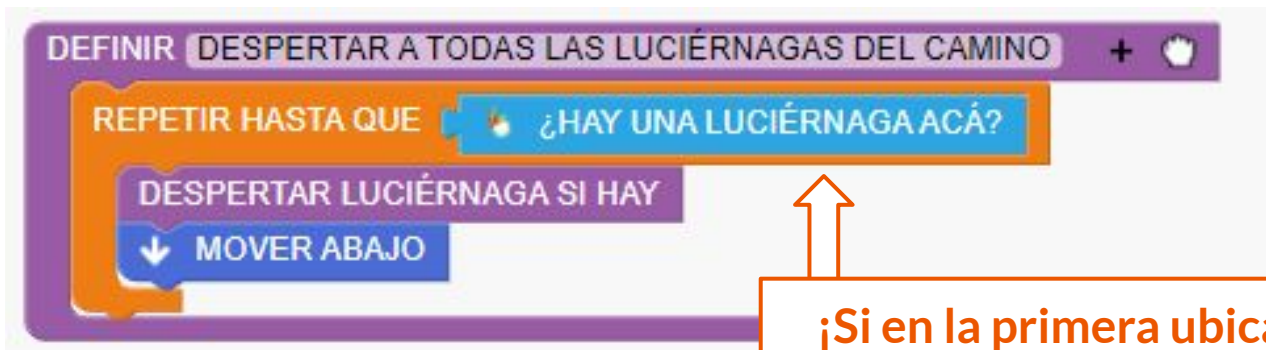 DEFINIR DESPERTAR A TODAS LAS LUCIÉRNAGAS DEL CAMINO +
REPETIR HASTA QUE ¿HAY UNA LUCIÉRNAGA ACÁ?
DESPERTAR LUCIÉRNAGA SI HAY
MOVER ABAJO
¡Si en la primera